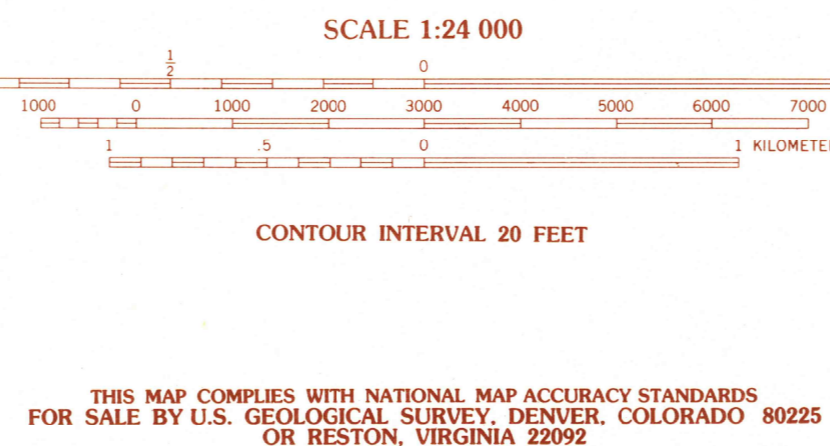 SCALE 1:24 000
1/2 0
1000 0 1000 2000 3000 4000 5000 6000 7000
1 .5 0 1 KILOMETER
CONTOUR INTERVAL 20 FEET
THIS MAP COMPLIES WITH NATIONAL MAP ACCURACY STANDARDS
FOR SALE BY U.S. GEOLOGICAL SURVEY, DENVER, COLORADO 80225
OR RESTON, VIRGINIA 22092